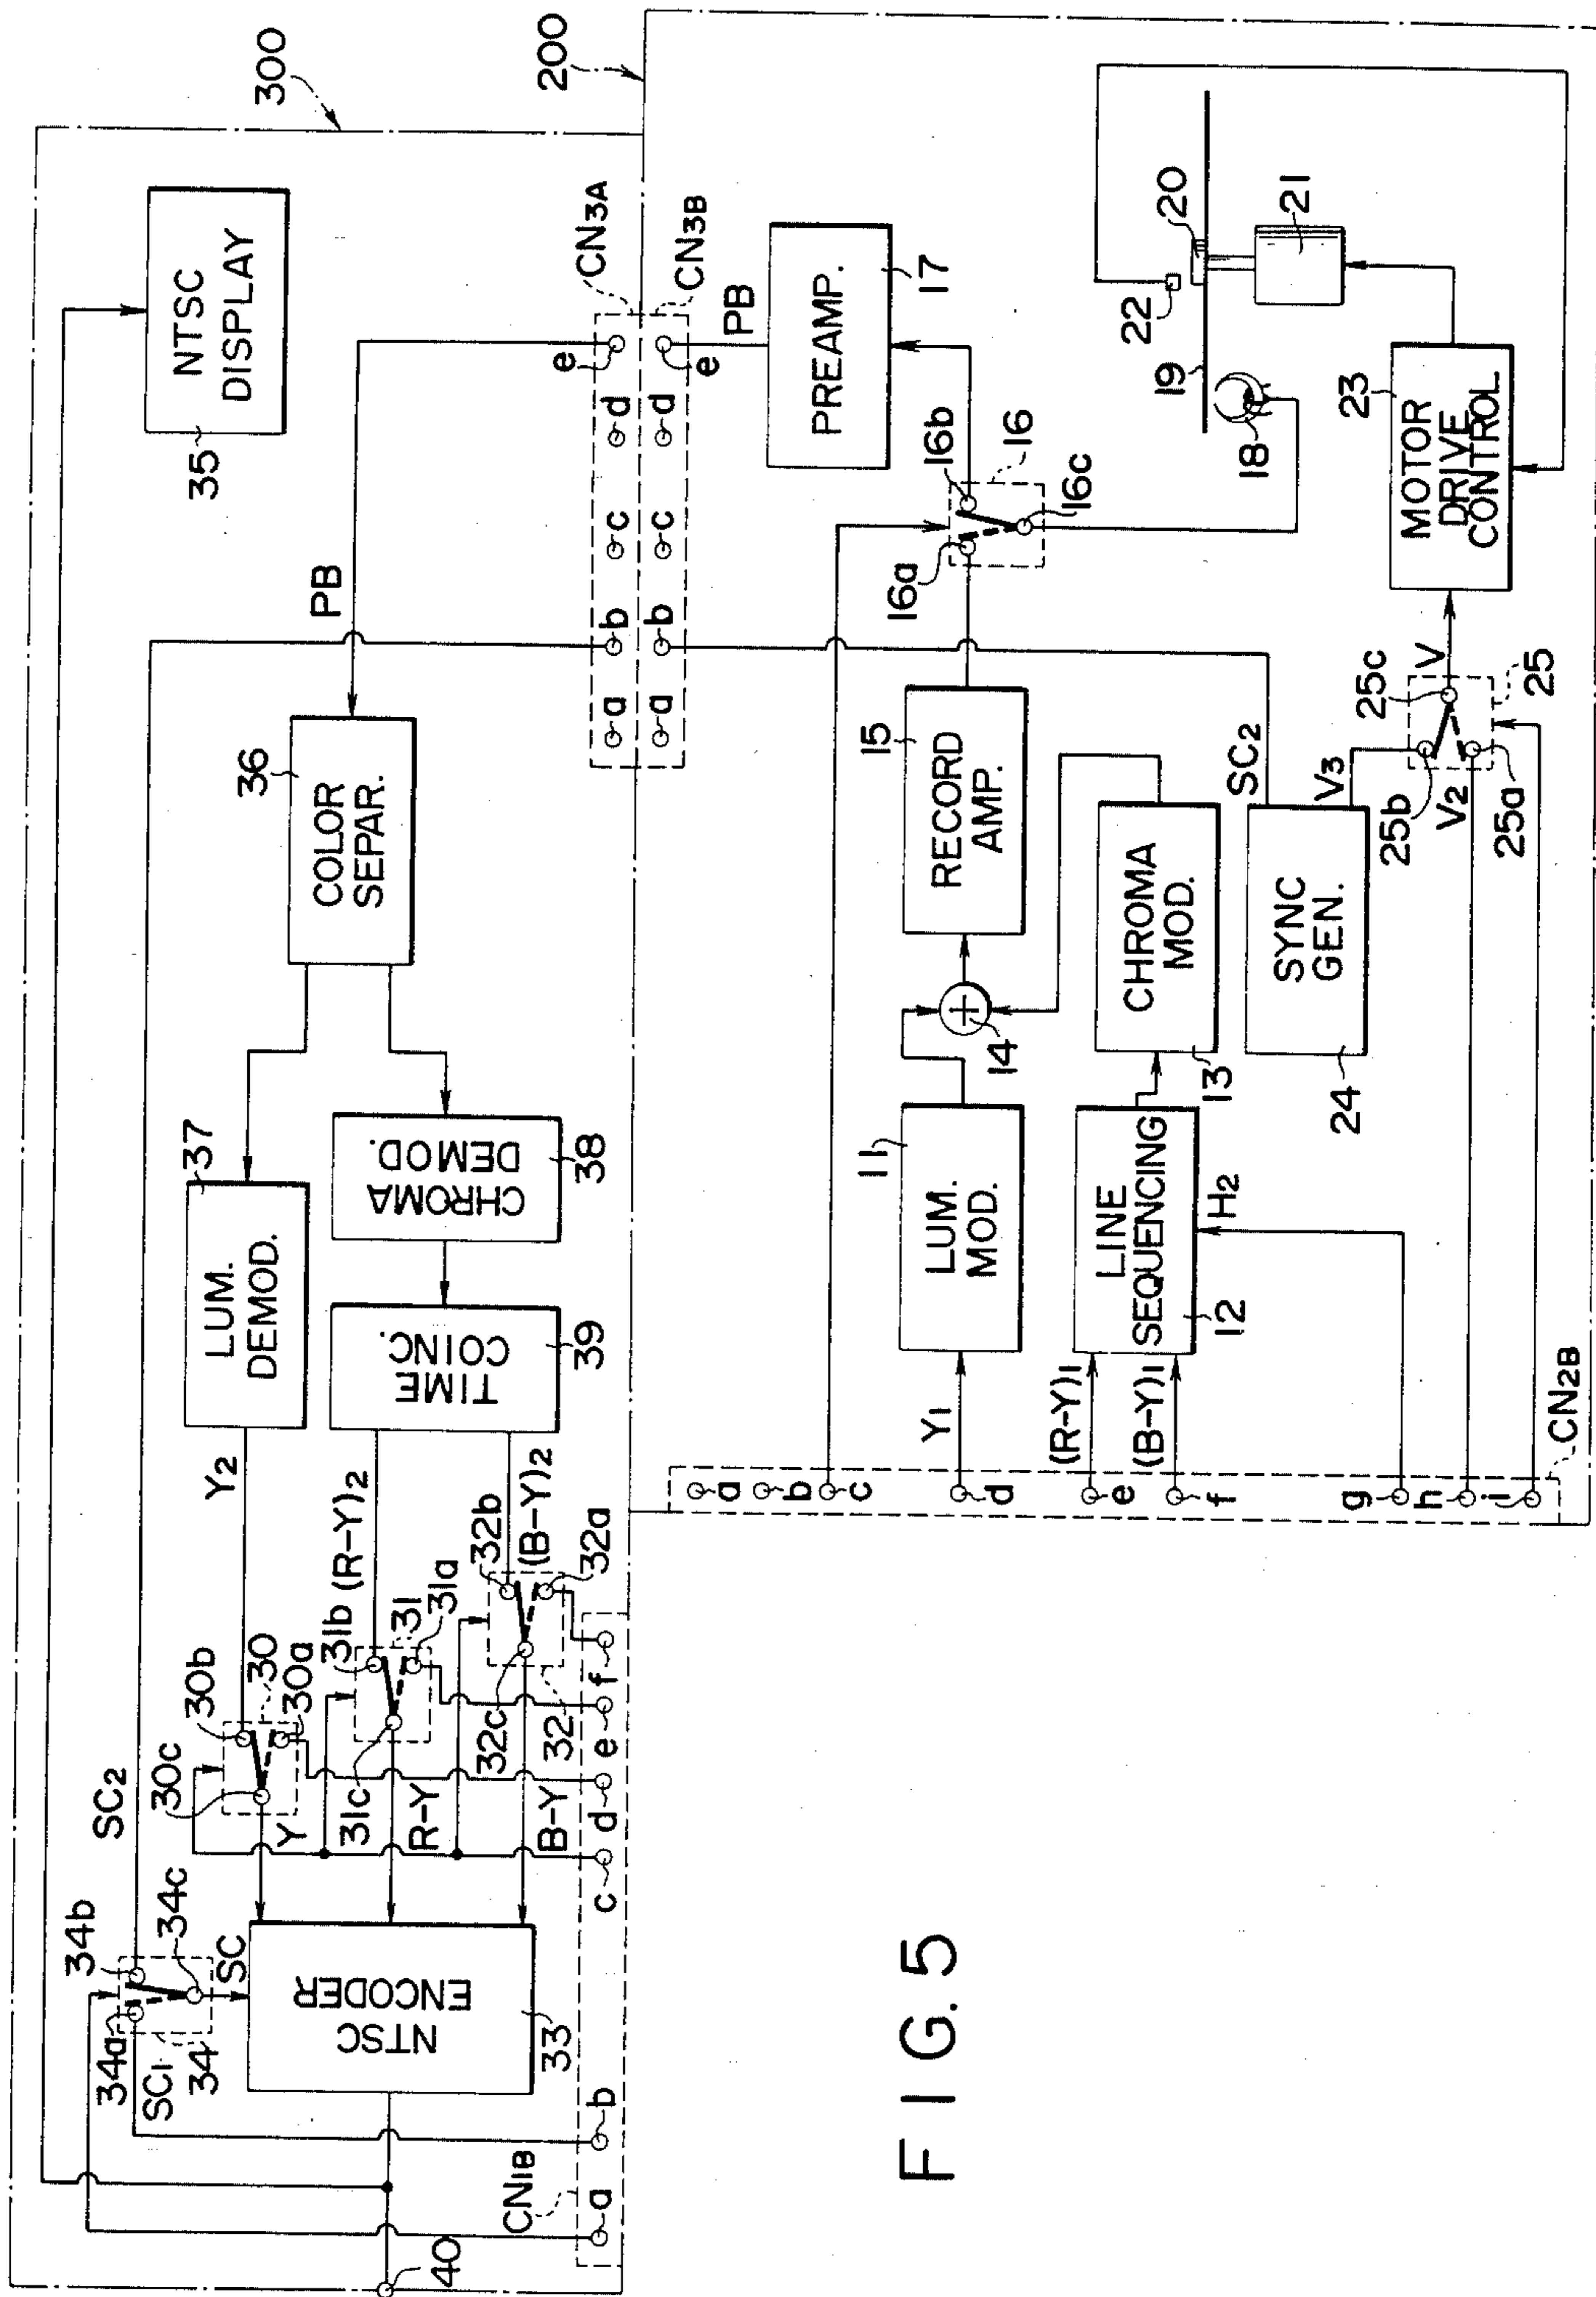 300
200
NTSC
DISPLAY
35
CN3A
CN3B
PB
e
d
c
b
a
e
d
c
b
a
PB
PREAMP.
17
36
COLOR
SEPAR.
37
LUM.
DEMOD.
CHROMA
DEMOD.
38
TIME
COINC.
39
Y2
(R-Y)2
(B-Y)2
SC2
30b
30
30a
30c
31b
31
31a
31c
32b
32a
32c
32
Y
R-Y
B-Y
34b
34c
34a
34
SC
SC1
NTSC
ENCODER
33
CN1B
a
b
c
d
e
f
40
16b
16
16a
16c
15
RECORD
AMP.
14
11
LUM.
MOD.
LINE
SEQUENCING
12
CHROMA
MOD.
13
SYNC
GEN.
24
SC2
V3
V2
V
25b
25a
25c
25
H2
Y1
(R-Y)1
(B-Y)1
18
19
20
21
22
23
MOTOR
DRIVE
CONTROL
a
b
c
d
e
f
g
h
i
CN2B
FIG. 5